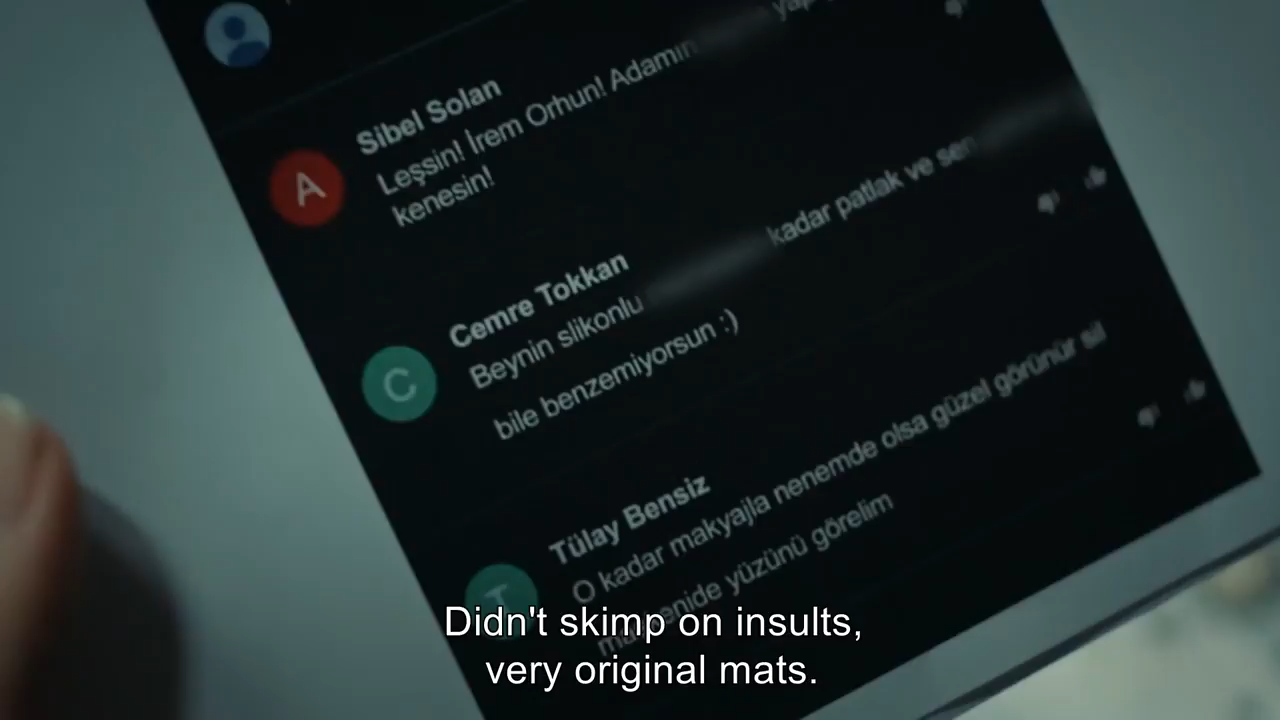 Sibel Solan
Leşsin! İrem Orhun! Adamın
kenesin!
A
Cemre Tokkan
Beynin slikonlu kadar patlak ve sen
bile benzemiyorsun :)
C
Tülay Bensiz
O kadar makyajla nenemde olsa güzel görünür sil
yüzünü görelim
T
Didn't skimp on insults,
very original mats.